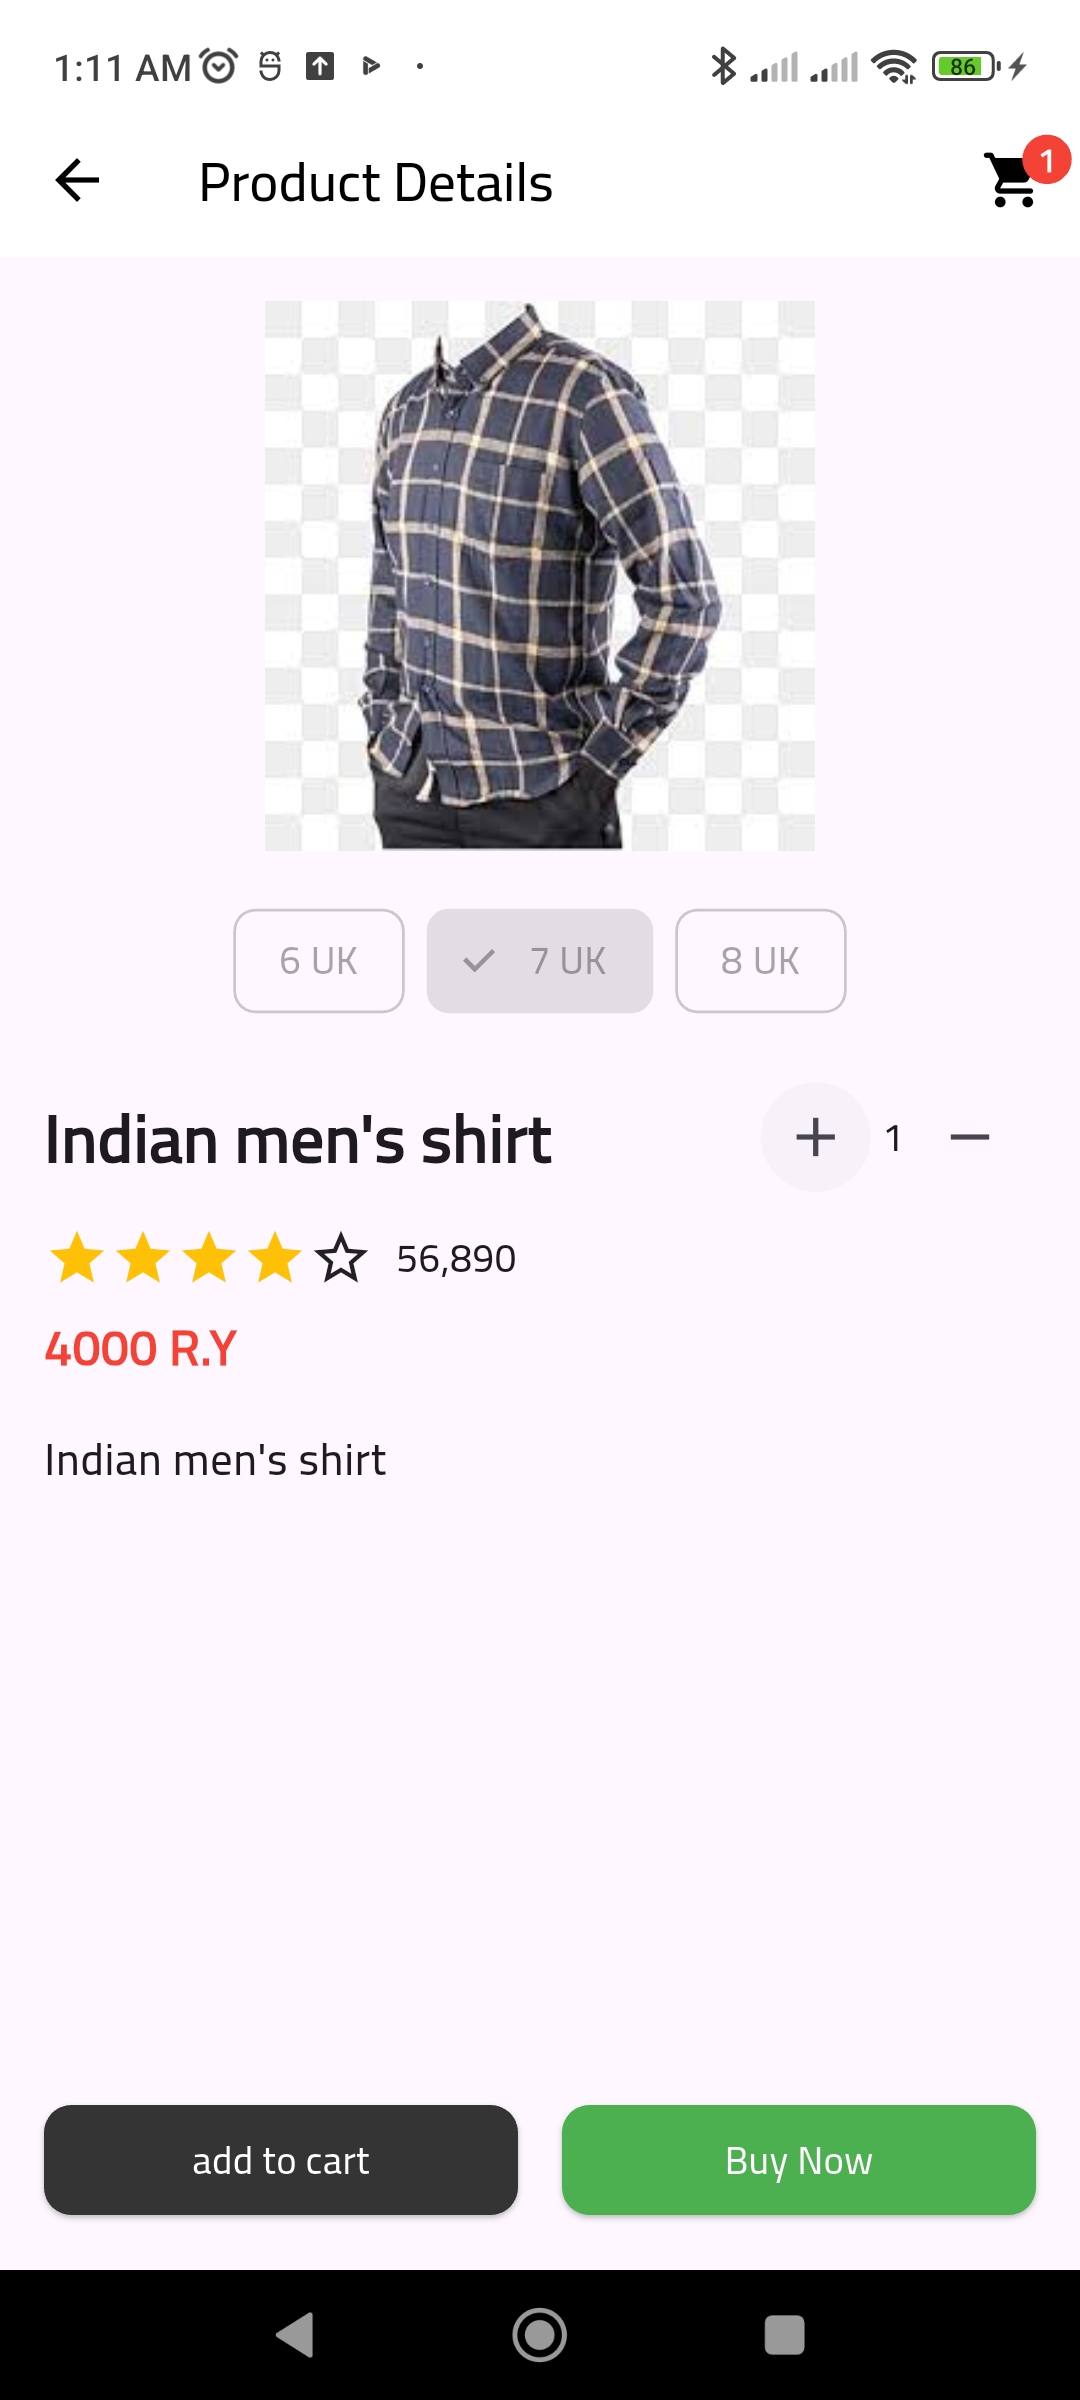 1:11 AM
86
Product Details
1
6 UK
7 UK
8 UK
Indian men's shirt
1
56,890
4000 R.Y
Indian men's shirt
add to cart
Buy Now